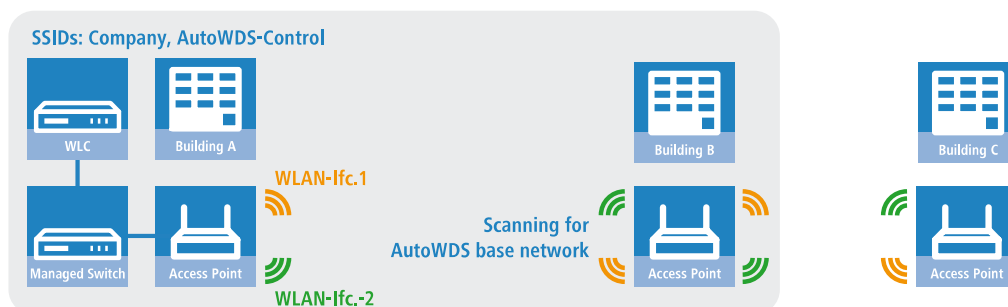 SSIDs: Company, AutoWDS-Control
WLC
Building A
Building B
Building C
WLAN-Ifc.1
Scanning for
AutoWDS base network
Managed Switch
Access Point
Access Point
Access Point
WLAN-Ifc.-2